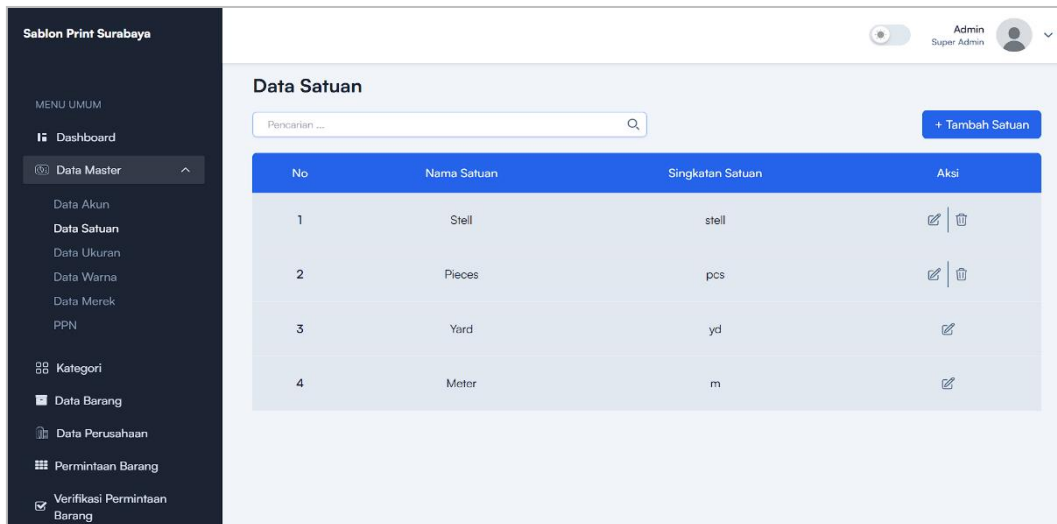 Sablon Print Surabaya
Admin
Super Admin
MENU UMUM
Dashboard
Data Master
Data Akun
Data Satuan
Data Ukuran
Data Warna
Data Merek
PPN
Kategori
Data Barang
Data Perusahaan
Permintaan Barang
Verifikasi Permintaan
Barang
Data Satuan
Pencarian ...
+ Tambah Satuan
No Nama Satuan Singkatan Satuan Aksi
1 Stell stell
2 Pieces pcs
3 Yard yd
4 Meter m